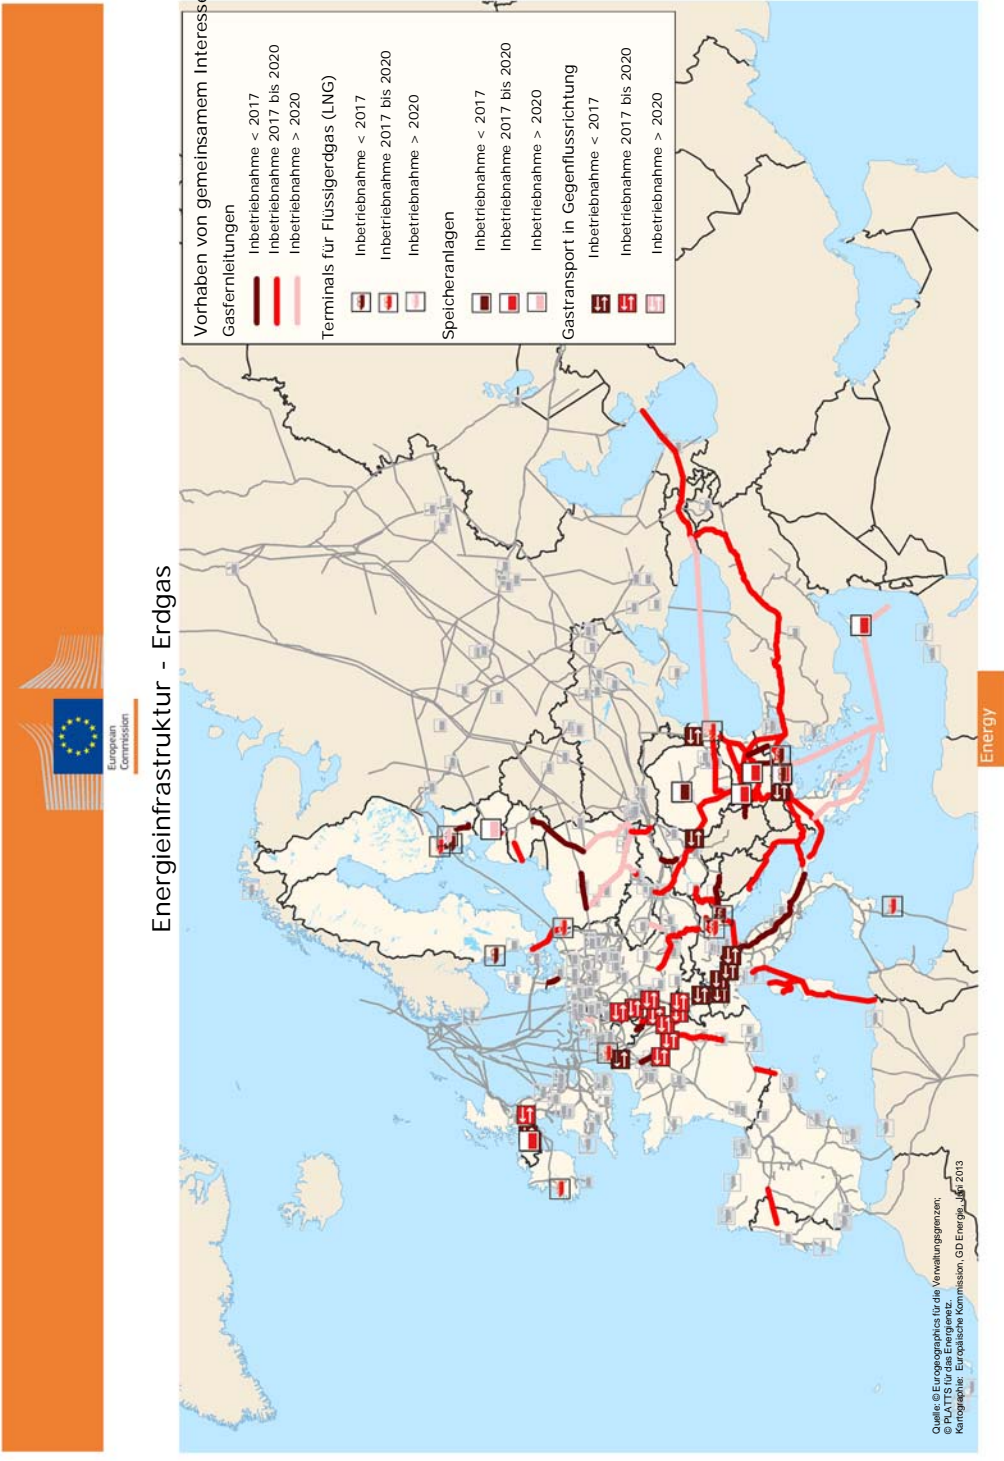 European
Commission
Energieinfrastruktur - Erdgas
Vorhaben von gemeinsamem Interesse
Gasfernleitungen
Inbetriebnahme < 2017
Inbetriebnahme 2017 bis 2020
Inbetriebnahme > 2020
Terminals für Flüssigerdgas (LNG)
Inbetriebnahme < 2017
Inbetriebnahme 2017 bis 2020
Inbetriebnahme > 2020
Speicheranlagen
Inbetriebnahme < 2017
Inbetriebnahme 2017 bis 2020
Inbetriebnahme > 2020
Gastransport in Gegenflussrichtung
Inbetriebnahme < 2017
Inbetriebnahme 2017 bis 2020
Inbetriebnahme > 2020
Quelle: © Eurogeographics für die Verwaltungsgrenzen;
© PLATTS für das Energienetz.
Kartographie: Europäische Kommission, GD Energie, Juni 2013
Energy